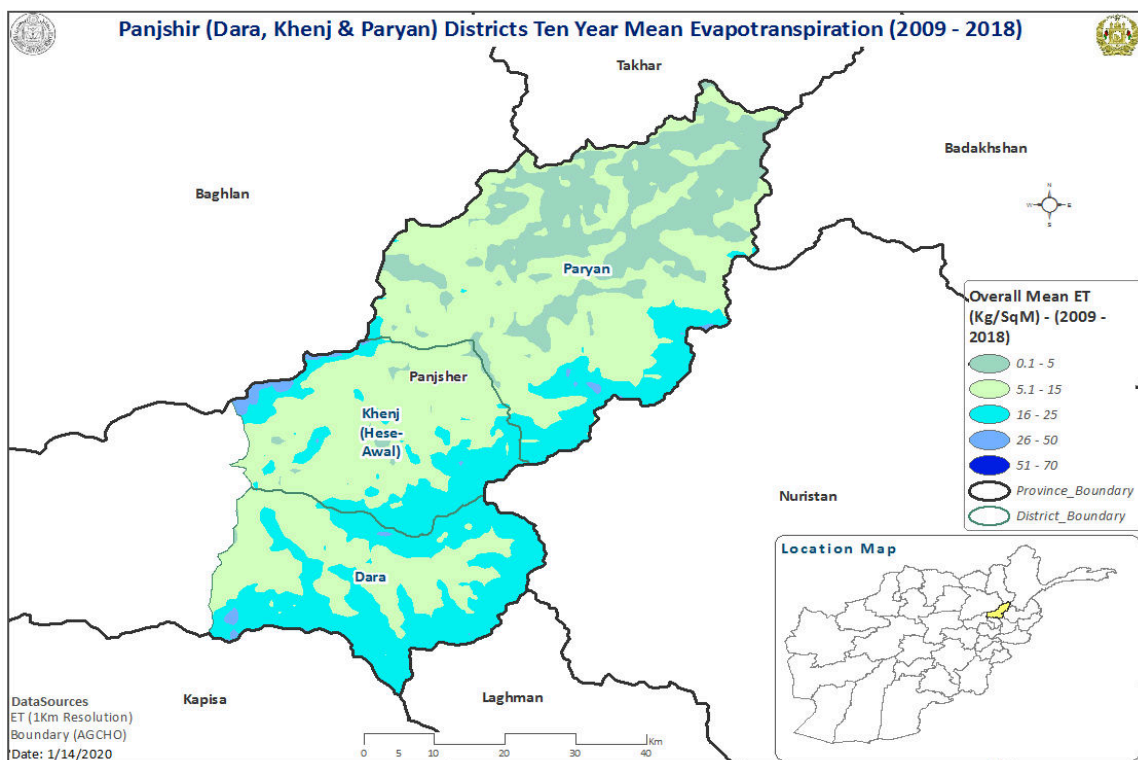 Panjshir (Dara, Khenj & Paryan) Districts Ten Year Mean Evapotranspiration (2009 - 2018)
Takhar
Badakhshan
Baghlan
N
W
E
S
Paryan
Overall Mean ET
(Kg/SqM) - (2009 -
2018)
0.1 - 5
5.1 - 15
16 - 25
26 - 50
51 - 70
Province_Boundary
District_Boundary
Panjsher
Khenj
(Hese-
Awal)
Nuristan
Dara
Location Map
Kapisa
Laghman
DataSources
ET (1Km Resolution)
Boundary (AGCHO)
Date: 1/14/2020
Km
0 5 10 20 30 40